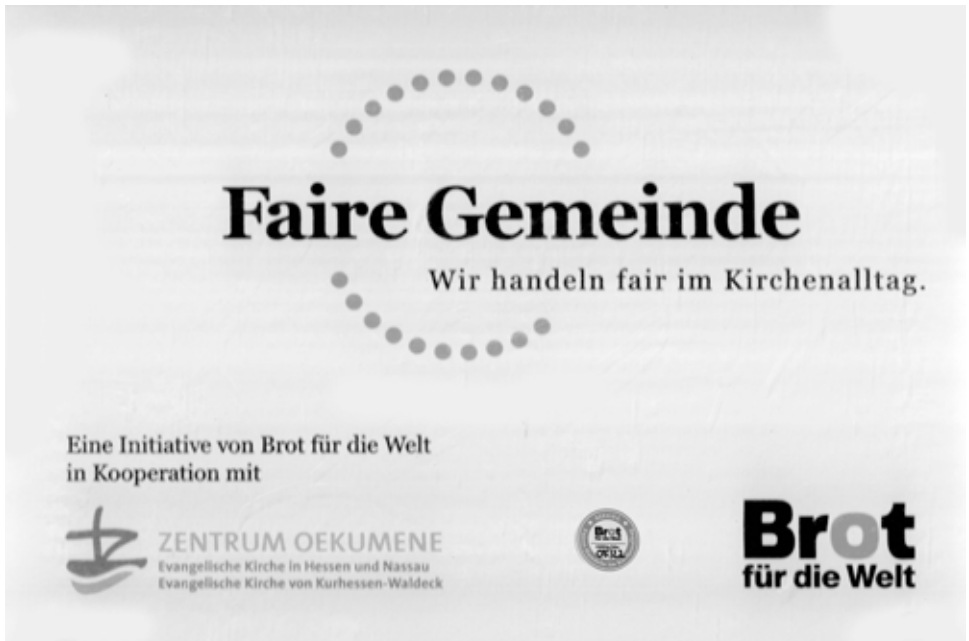 Faire Gemeinde
Wir handeln fair im Kirchenalltag.
Eine Initiative von Brot für die Welt
in Kooperation mit
ZENTRUM OEKUMENE
Evangelische Kirche in Hessen und Nassau
Evangelische Kirche von Kurhessen-Waldeck
Brot
Brot
für die Welt